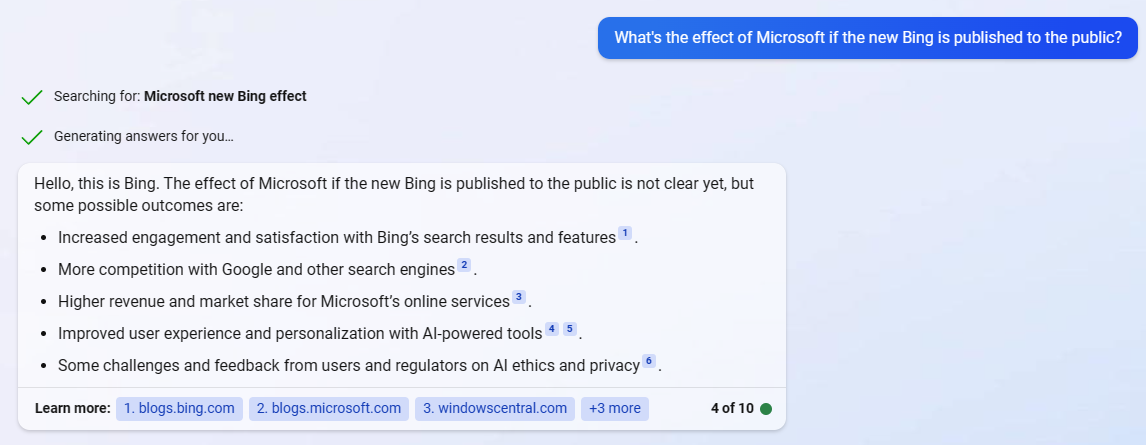 What's the effect of Microsoft if the new Bing is published to the public?
Searching for: Microsoft new Bing effect
Generating answers for you…
Hello, this is Bing. The effect of Microsoft if the new Bing is published to the public is not clear yet, but
some possible outcomes are:
• Increased engagement and satisfaction with Bing's search results and features 1 .
• More competition with Google and other search engines 2 .
• Higher revenue and market share for Microsoft's online services 3 .
• Improved user experience and personalization with AI-powered tools 4 5 .
• Some challenges and feedback from users and regulators on AI ethics and privacy 6 .
Learn more: 1. blogs.bing.com 2. blogs.microsoft.com 3. windowscentral.com +3 more 4 of 10